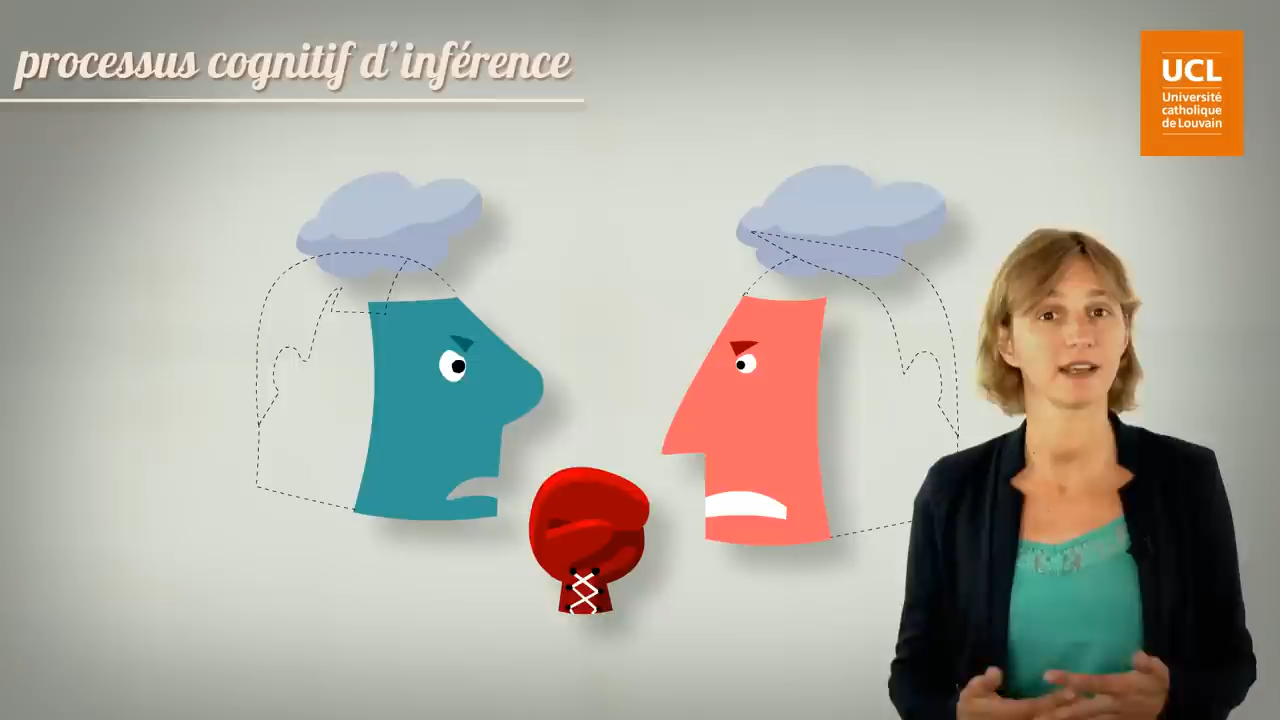 processus cognitif d'inférence
UCL
Université
catholique
de Louvain